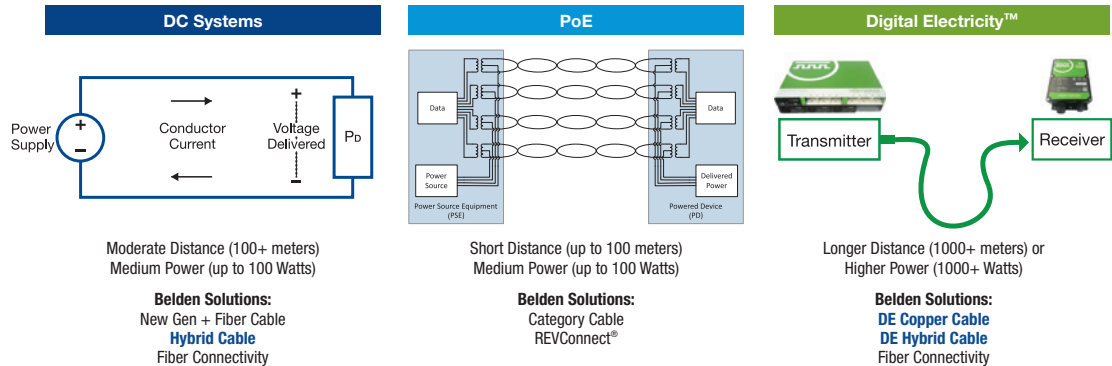 DC Systems
Power
Supply
+
–
Conductor
Current
+
Voltage
Delivered
–
PD
Moderate Distance (100+ meters)
Medium Power (up to 100 Watts)
Belden Solutions:
New Gen + Fiber Cable
Hybrid Cable
Fiber Connectivity
PoE
Data
Data
Power
Source
Delivered
Power
Power Source Equipment
(PSE)
Powered Device
(PD)
Short Distance (up to 100 meters)
Medium Power (up to 100 Watts)
Belden Solutions:
Category Cable
REVConnect®
Digital Electricity™
Transmitter
Receiver
Longer Distance (1000+ meters) or
Higher Power (1000+ Watts)
Belden Solutions:
DE Copper Cable
DE Hybrid Cable
Fiber Connectivity